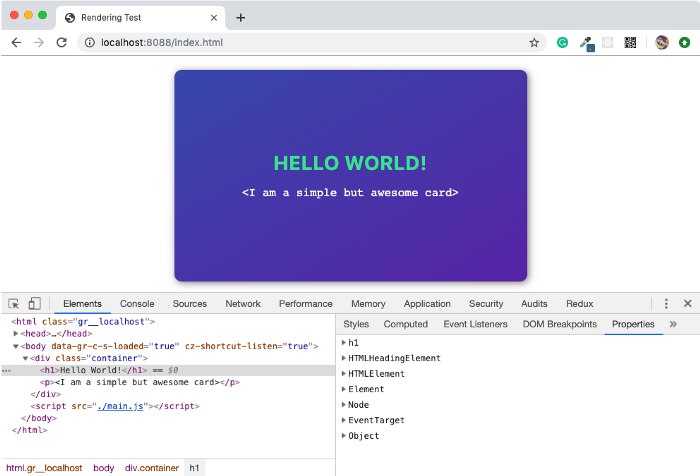 Rendering Test
localhost:8088/index.html
HELLO WORLD!
<I am a simple but awesome card>
Elements Console Sources Network Performance Memory Application Security Audits Redux
<html class="gr__localhost">
<head>…</head>
<body data-gr-c-s-loaded="true" cz-shortcut-listen="true">
<div class="container">
<h1>Hello World!</h1> == $0
<p><I am a simple but awesome card></p>
</div>
<script src="./main.js"></script>
</body>
</html>
html.gr__localhost body div.container h1
Styles Computed Event Listeners DOM Breakpoints Properties »
h1
HTMLHeadingElement
HTMLElement
Element
Node
EventTarget
Object